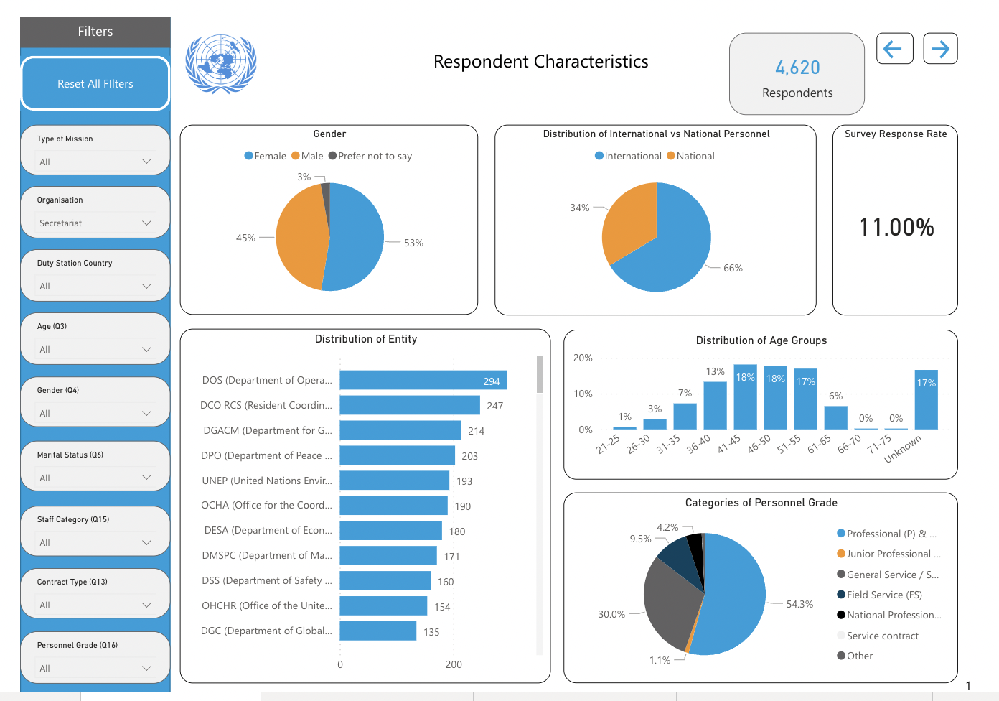 Filters
Reset All FIlters
Type of Mission
All
Organisation
Secretariat
Duty Station Country
All
Age (Q3)
All
Gender (Q4)
All
Marital Status (Q6)
All
Staff Category (Q15)
All
Contract Type (Q13)
All
Personnel Grade (Q16)
All
Respondent Characteristics
4,620
Respondents
Gender
Female Male Prefer not to say
3%
45%
53%
Distribution of International vs National Personnel
International National
34%
66%
Survey Response Rate
11.00%
Distribution of Entity
DOS (Department of Opera... 294
DCO RCS (Resident Coordin... 247
DGACM (Department for G... 214
DPO (Department of Peace ... 203
UNEP (United Nations Envir... 193
OCHA (Office for the Coord... 190
DESA (Department of Econ... 180
DMSPC (Department of Ma... 171
DSS (Department of Safety ... 160
OHCHR (Office of the Unite... 154
DGC (Department of Global... 135
0 200
Distribution of Age Groups
20%
10%
0%
1% 3% 7% 13% 18% 18% 17% 6% 0% 0% 17%
21-25 26-30 31-35 36-40 41-45 46-50 51-55 61-65 66-70 71-75 Unknown
Categories of Personnel Grade
4.2%
9.5%
30.0%
1.1%
54.3%
Professional (P) & ...
Junior Professional ...
General Service / S...
Field Service (FS)
National Profession...
Service contract
Other
1